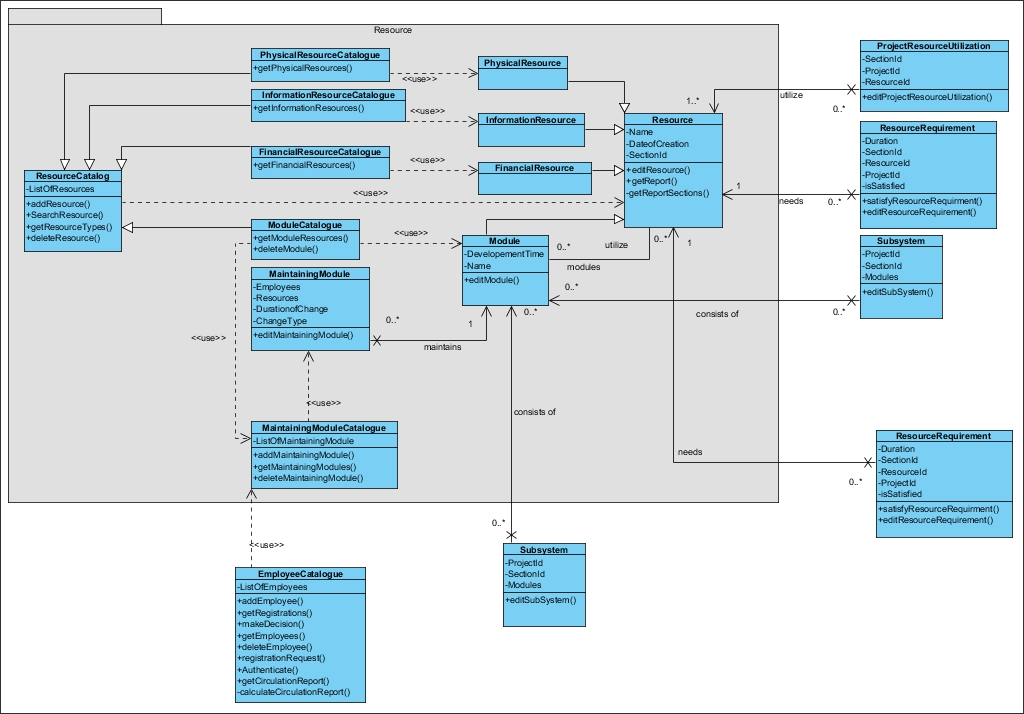 Resource
PhysicalResourceCatalogue
+getPhysicalResources()
<<use>>
PhysicalResource
InformationResourceCatalogue
+getInformationResources()
<<use>>
InformationResource
FinancialResourceCatalogue
+getFinancialResources()
<<use>>
FinancialResource
<<use>>
ResourceCatalog
-ListOfResources
+addResource()
+SearchResource()
+getResourceTypes()
+deleteResource()
Resource
-Name
-DateofCreation
-SectionId
+editResource()
+getReport()
-getReportSections()
1..*
utilize
0..*
ProjectResourceUtilization
-SectionId
-ProjectId
-ResourceId
+editProjectResourceUtilization()
1
needs
0..*
ResourceRequirement
-Duration
-SectionId
-ResourceId
-ProjectId
-isSatisfied
+satisfyResourceRequirment()
+editResourceRequirement()
ModuleCatalogue
+getModuleResources()
+deleteModule()
<<use>>
Module
-DevelopementTime
-Name
+editModule()
0..*
utilize
0..*
modules
1
0..*
consists of
0..*
Subsystem
-ProjectId
-SectionId
-Modules
+editSubSystem()
MaintainingModule
-Employees
-Resources
-DurationofChange
-ChangeType
+editMaintainingModule()
0..*
maintains
1
0..*
<<use>>
<<use>>
consists of
MaintainingModuleCatalogue
-ListOfMaintainingModule
+addMaintainingModule()
+getMaintainingModules()
+deleteMaintainingModule()
needs
0..*
ResourceRequirement
-Duration
-SectionId
-ResourceId
-ProjectId
-isSatisfied
+satisfyResourceRequirment()
+editResourceRequirement()
0..*
<<use>>
Subsystem
-ProjectId
-SectionId
-Modules
+editSubSystem()
EmployeeCatalogue
-ListOfEmployees
+addEmployee()
+getRegistrations()
+makeDecision()
+getEmployees()
+deleteEmployee()
+registrationRequest()
+Authenticate()
+getCirculationReport()
-calculateCirculationReport()